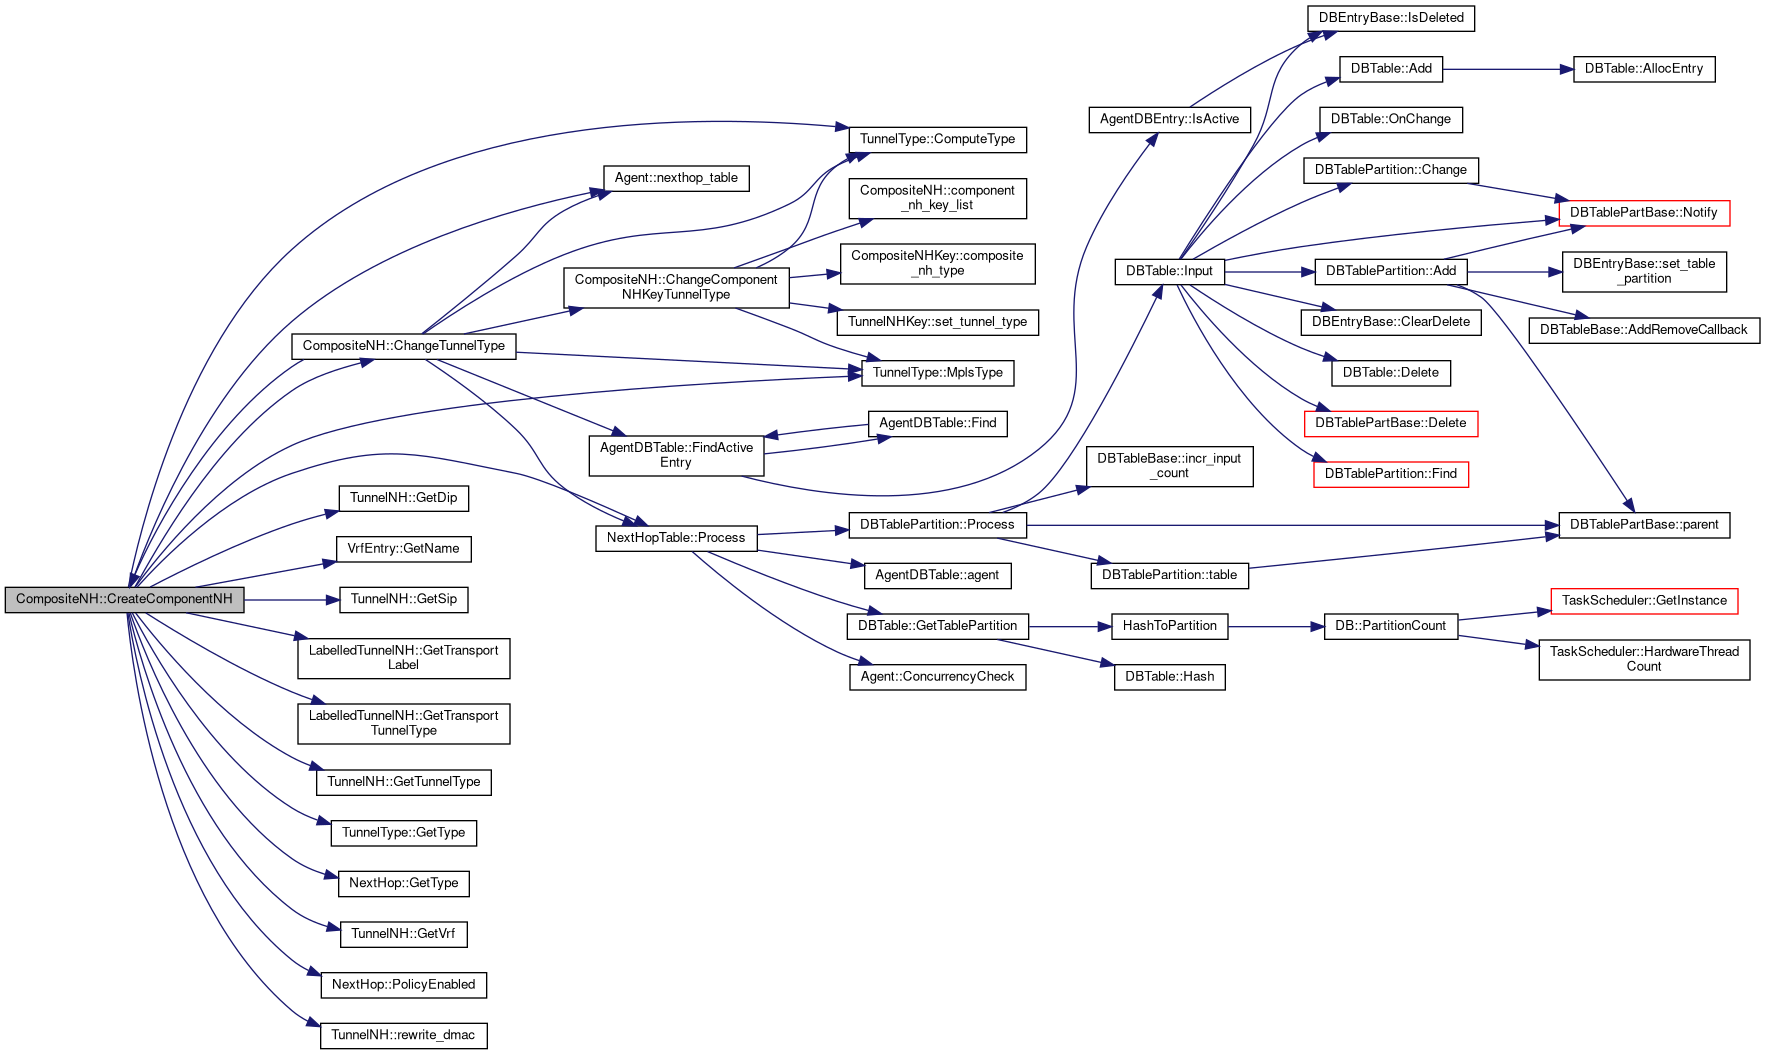 DBEntryBase::IsDeleted
DBTable::Add
DBTable::AllocEntry
AgentDBEntry::IsActive
DBTable::OnChange
TunnelType::ComputeType
DBTablePartition::Change
Agent::nexthop_table
CompositeNH::component
_nh_key_list
DBTablePartBase::Notify
CompositeNHKey::composite
_nh_type
DBTable::Input
DBTablePartition::Add
DBEntryBase::set_table
_partition
CompositeNH::ChangeComponent
NHKeyTunnelType
TunnelNHKey::set_tunnel_type
DBEntryBase::ClearDelete
DBTableBase::AddRemoveCallback
CompositeNH::ChangeTunnelType
TunnelType::MplsType
DBTable::Delete
AgentDBTable::Find
DBTablePartBase::Delete
AgentDBTable::FindActive
Entry
DBTableBase::incr_input
_count
DBTablePartition::Find
TunnelNH::GetDip
NextHopTable::Process
DBTablePartition::Process
DBTablePartBase::parent
VrfEntry::GetName
AgentDBTable::agent
DBTablePartition::table
CompositeNH::CreateComponentNH
TunnelNH::GetSip
TaskScheduler::GetInstance
DBTable::GetTablePartition
HashToPartition
DB::PartitionCount
LabelledTunnelNH::GetTransport
Label
TaskScheduler::HardwareThread
Count
Agent::ConcurrencyCheck
DBTable::Hash
LabelledTunnelNH::GetTransport
TunnelType
TunnelNH::GetTunnelType
TunnelType::GetType
NextHop::GetType
TunnelNH::GetVrf
NextHop::PolicyEnabled
TunnelNH::rewrite_dmac